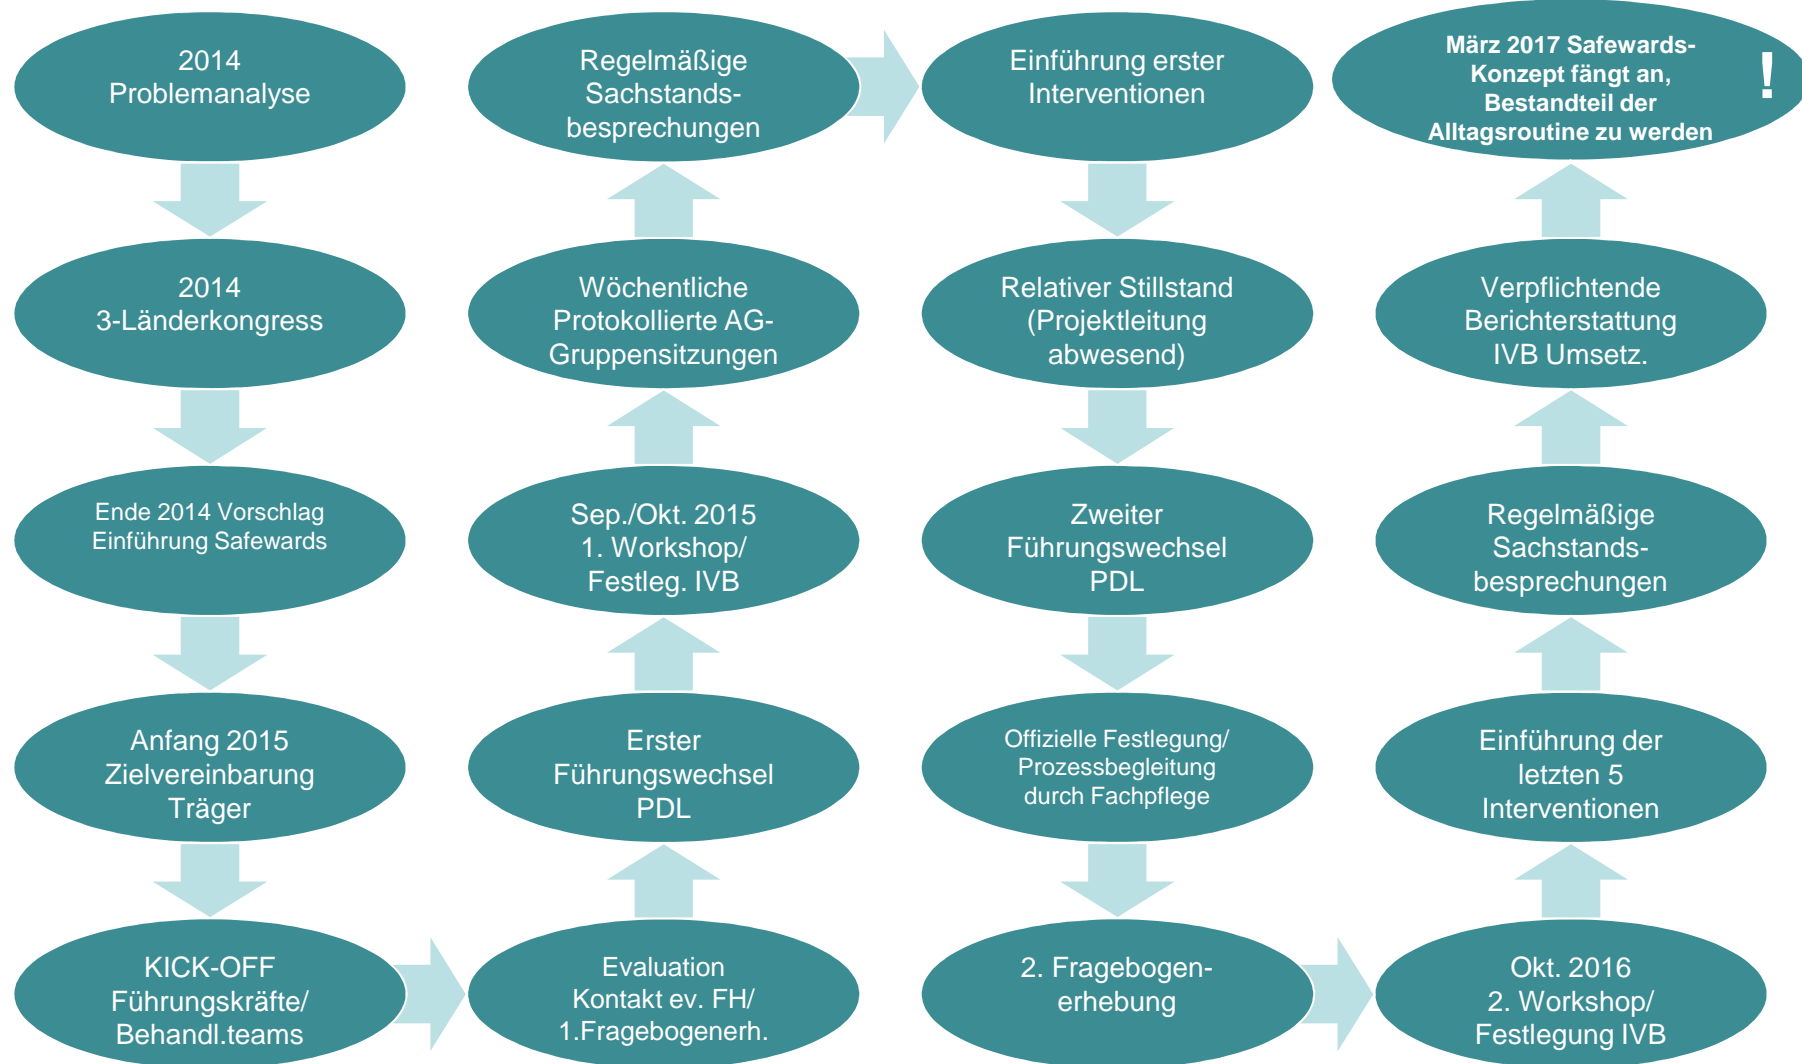 2014
Problemanalyse
2014
3-Länderkongress
Ende 2014 Vorschlag
Einführung Safewards
Anfang 2015
Zielvereinbarung
Träger
KICK-OFF
Führungskräfte/
Behandl.teams
Evaluation
Kontakt ev. FH/
1.Fragebogenerh.
Erster
Führungswechsel
PDL
Sep./Okt. 2015
1. Workshop/
Festleg. IVB
Wöchentliche
Protokollierte AG-
Gruppensitzungen
Regelmäßige
Sachstands-
besprechungen
Einführung erster
Interventionen
Relativer Stillstand
(Projektleitung
abwesend)
Zweiter
Führungswechsel
PDL
Offizielle Festlegung/
Prozessbegleitung
durch Fachpflege
2. Fragebogen-
erhebung
Okt. 2016
2. Workshop/
Festlegung IVB
Einführung der
letzten 5
Interventionen
Regelmäßige
Sachstands-
besprechungen
Verpflichtende
Berichterstattung
IVB Umsetz.
März 2017 Safewards-
Konzept fängt an,
Bestandteil der
Alltagsroutine zu werden
!